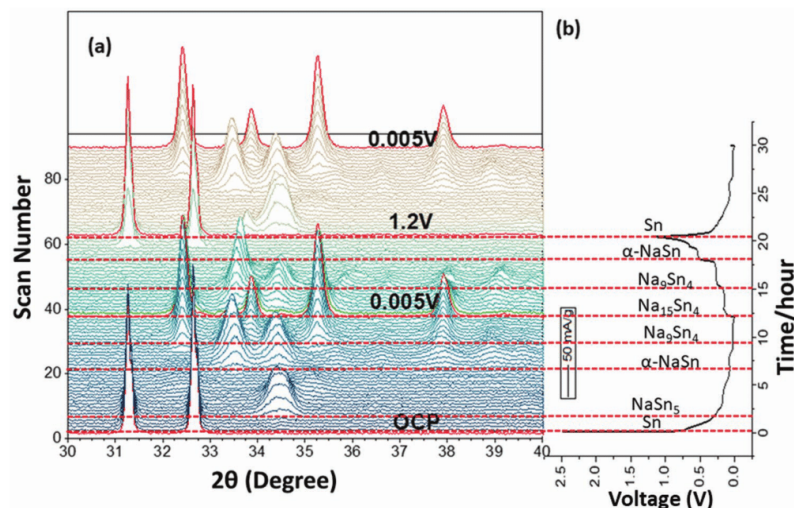 (a)
(b)
0.005V
1.2V
0.005V
OCP
Scan Number
80
60
40
20
0
30 31 32 33 34 35 36 37 38 39 40
2θ (Degree)
Sn
α-NaSn
Na₉Sn₄
Na₁₅Sn₄
Na₉Sn₄
α-NaSn
NaSn₅
Sn
50 mA/g
30
25
20
15
10
5
0
Time/hour
2.5 2.0 1.5 1.0 0.5 0.0
Voltage (V)